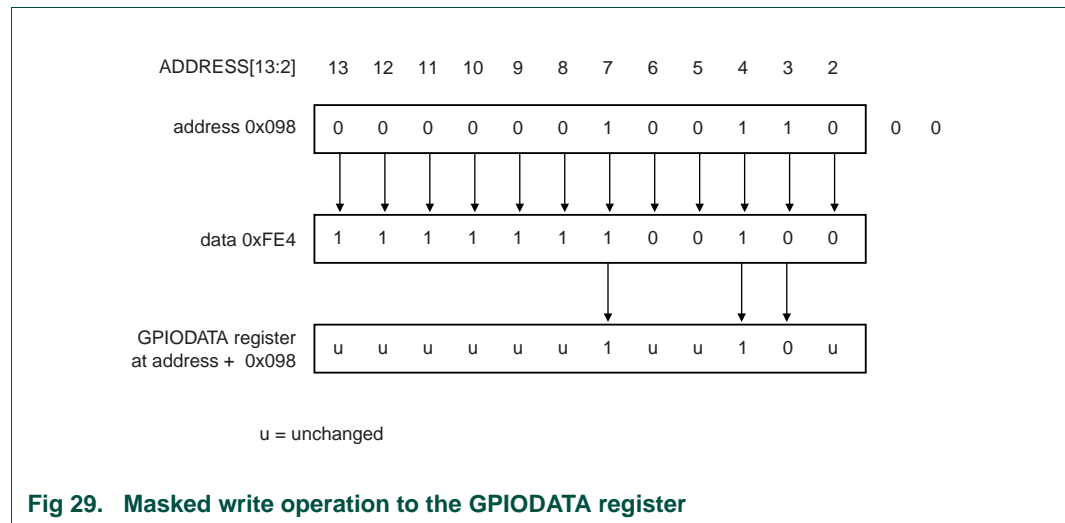 ADDRESS[13:2] 13 12 11 10 9 8 7 6 5 4 3 2
address 0x098 0 0 0 0 0 0 1 0 0 1 1 0 0 0
data 0xFE4 1 1 1 1 1 1 1 0 0 1 0 0
GPIODATA register
at address + 0x098 u u u u u u 1 u u 1 0 u
u = unchanged
Fig 29. Masked write operation to the GPIODATA register